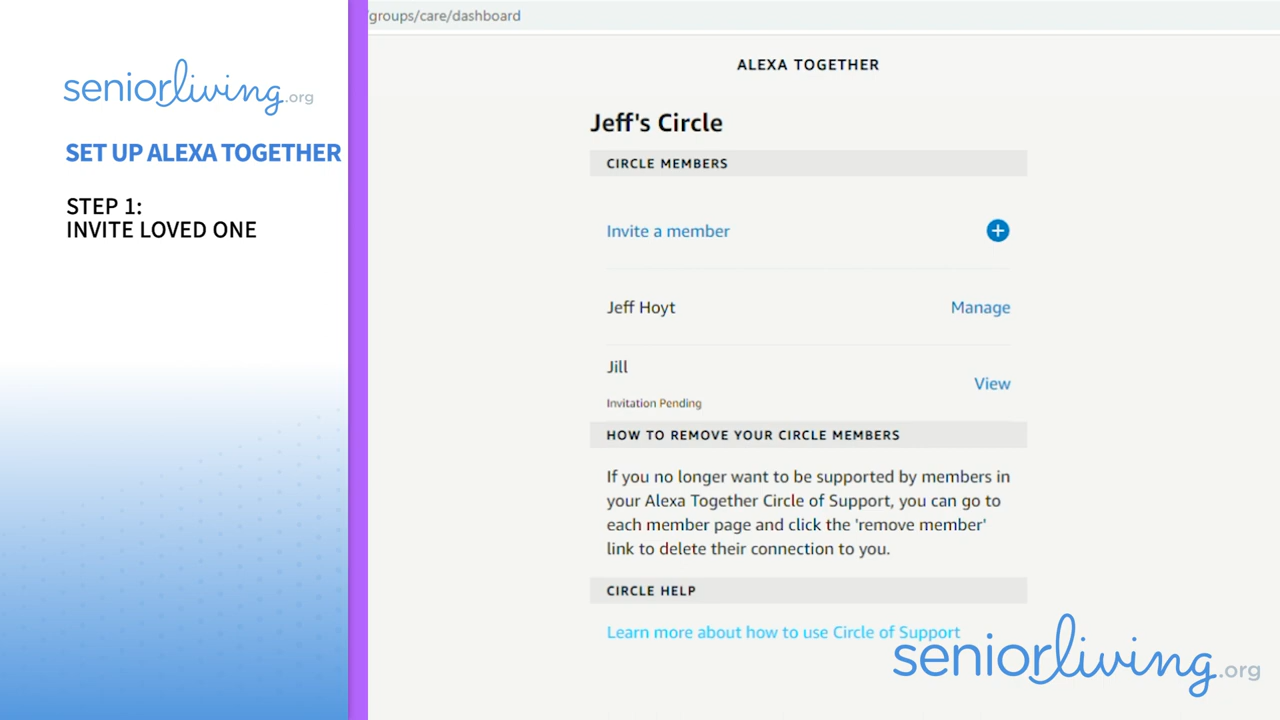 seniorliving.org
SET UP ALEXA TOGETHER
STEP 1:
INVITE LOVED ONE
/groups/care/dashboard
ALEXA TOGETHER
Jeff's Circle
CIRCLE MEMBERS
Invite a member
Jeff Hoyt Manage
Jill
View
Invitation Pending
HOW TO REMOVE YOUR CIRCLE MEMBERS
If you no longer want to be supported by members in
your Alexa Together Circle of Support, you can go to
each member page and click the 'remove member'
link to delete their connection to you.
CIRCLE HELP
Learn more about how to use Circle of Support
seniorliving.org